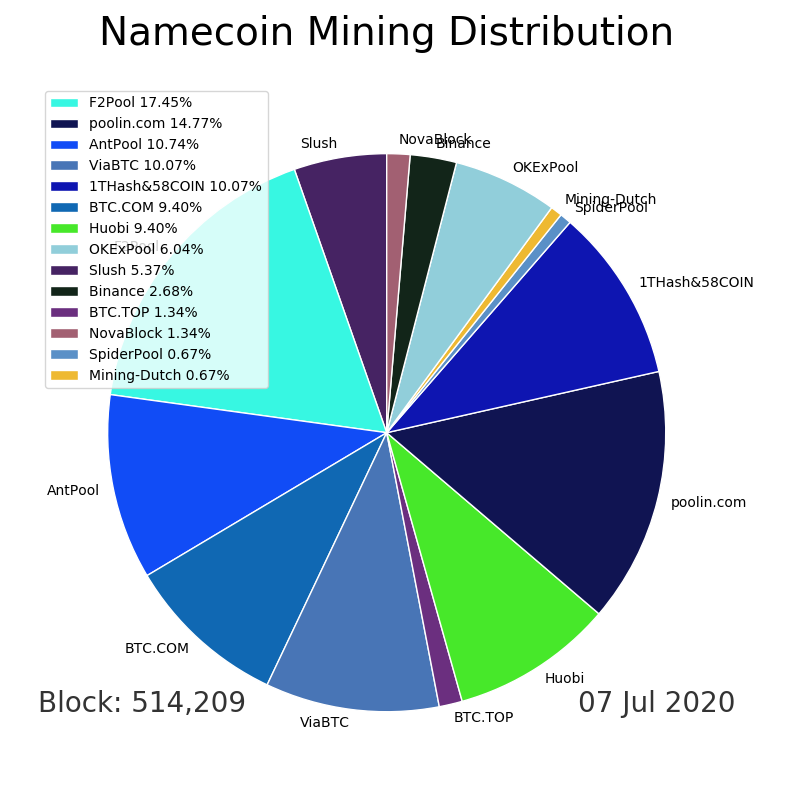 Namecoin Mining Distribution
F2Pool 17.45%
poolin.com 14.77%
AntPool 10.74%
ViaBTC 10.07%
1THash&58COIN 10.07%
BTC.COM 9.40%
Huobi 9.40%
OKExPool 6.04%
Slush 5.37%
Binance 2.68%
BTC.TOP 1.34%
NovaBlock 1.34%
SpiderPool 0.67%
Mining-Dutch 0.67%
Slush
NovaBlock
Binance
OKExPool
Mining-Dutch
SpiderPool
1THash&58COIN
poolin.com
Huobi
BTC.TOP
ViaBTC
BTC.COM
AntPool
F2Pool
Block: 514,209
07 Jul 2020